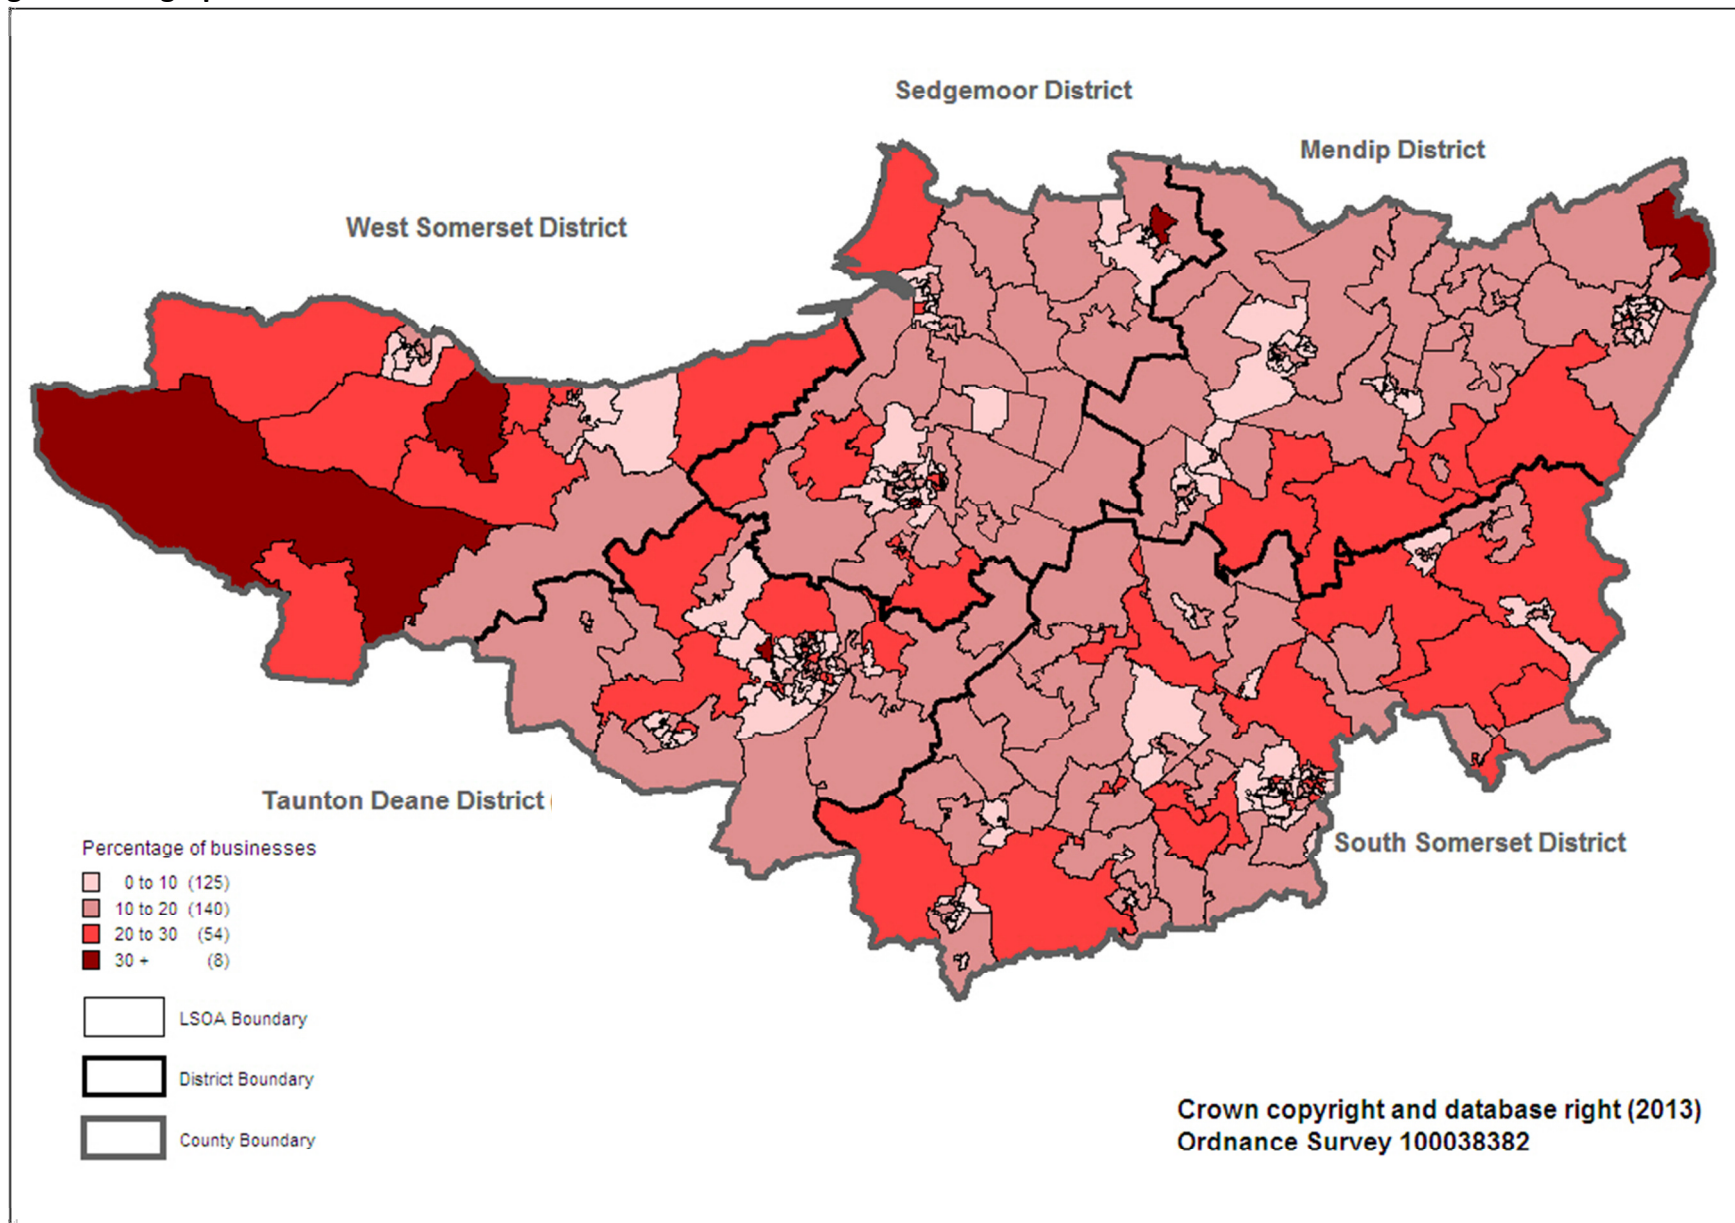 Sedgemoor District
Mendip District
West Somerset District
Taunton Deane District (
South Somerset District
Percentage of businesses
0 to 10 (125)
10 to 20 (140)
20 to 30 (54)
30 + (8)
LSOA Boundary
District Boundary
County Boundary
Crown copyright and database right (2013)
Ordnance Survey 100038382